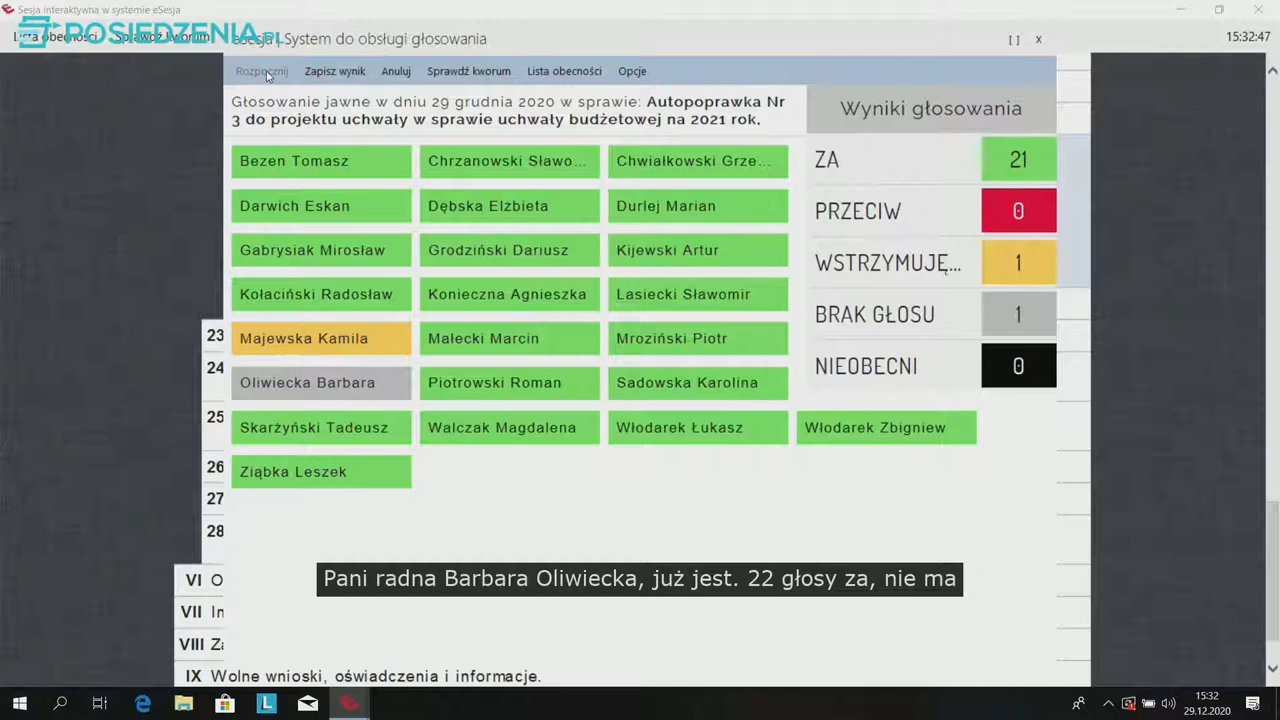 Sesja interaktywna w systemie eSesja
POSIEDZENIA.PL
Lista obecności Sprawdź kworum
15:32:47
eSesja | System do obsługi głosowania
[ ] x
Rozpocznij Zapisz wynik Anuluj Sprawdź kworum Lista obecności Opcje
Głosowanie jawne w dniu 29 grudnia 2020 w sprawie: Autopoprawka Nr
3 do projektu uchwały w sprawie uchwały budżetowej na 2021 rok.
Wyniki głosowania
Bezen Tomasz Chrzanowski Sławo... Chwiałkowski Grze...
ZA 21
Darwich Eskan Dębska Elżbieta Durlej Marian
PRZECIW 0
Gabrysiak Mirosław Grodziński Dariusz Kijewski Artur
WSTRZYMUJĘ... 1
Kołaciński Radosław Konieczna Agnieszka Lasiecki Sławomir
BRAK GŁOSU 1
23
Majewska Kamila Małecki Marcin Mroziński Piotr
NIEOBECNI 0
24
Oliwiecka Barbara Piotrowski Roman Sadowska Karolina
25
Skarżyński Tadeusz Walczak Magdalena Włodarek Łukasz Włodarek Zbigniew
26
Ziąbka Leszek
27
28
VI O
Pani radna Barbara Oliwiecka, już jest. 22 głosy za, nie ma
VII In
VIII Za
IX Wolne wnioski, oświadczenia i informacje.
L
15:32
29.12.2020